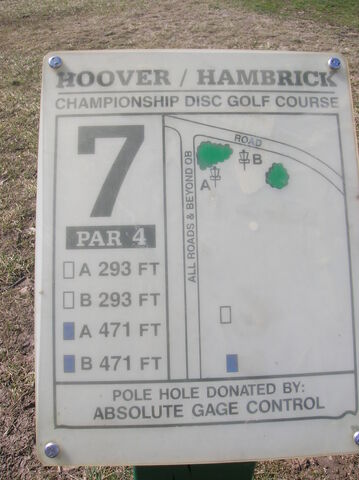 HOOVER / HAMBRICK
CHAMPIONSHIP DISC GOLF COURSE
7
PAR 4
A 293 FT
B 293 FT
A 471 FT
B 471 FT
ALL ROADS & BEYOND OB
ROAD
A
B
POLE HOLE DONATED BY:
ABSOLUTE GAGE CONTROL